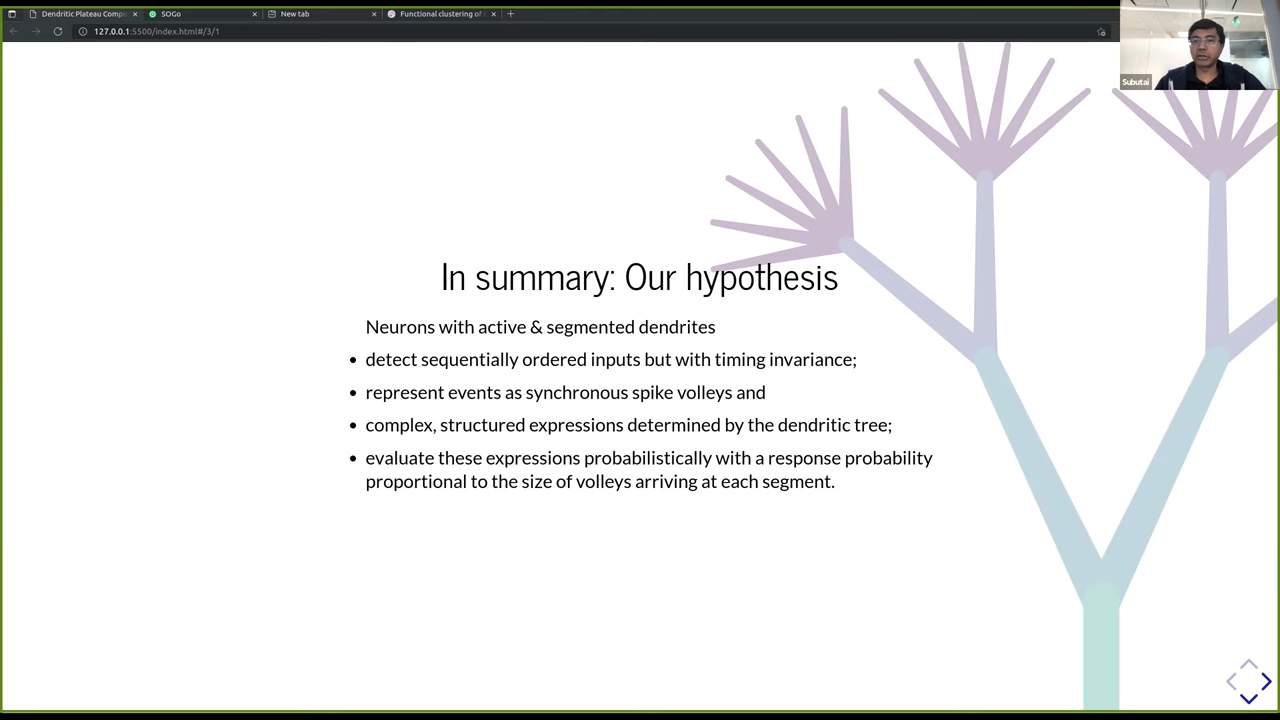 Dendritic Plateau Compu
SOGo
New tab
Functional clustering of
127.0.0.1:5500/index.html#/3/1
Subutai
In summary: Our hypothesis
Neurons with active & segmented dendrites
• detect sequentially ordered inputs but with timing invariance;
• represent events as synchronous spike volleys and
• complex, structured expressions determined by the dendritic tree;
• evaluate these expressions probabilistically with a response probability
proportional to the size of volleys arriving at each segment.